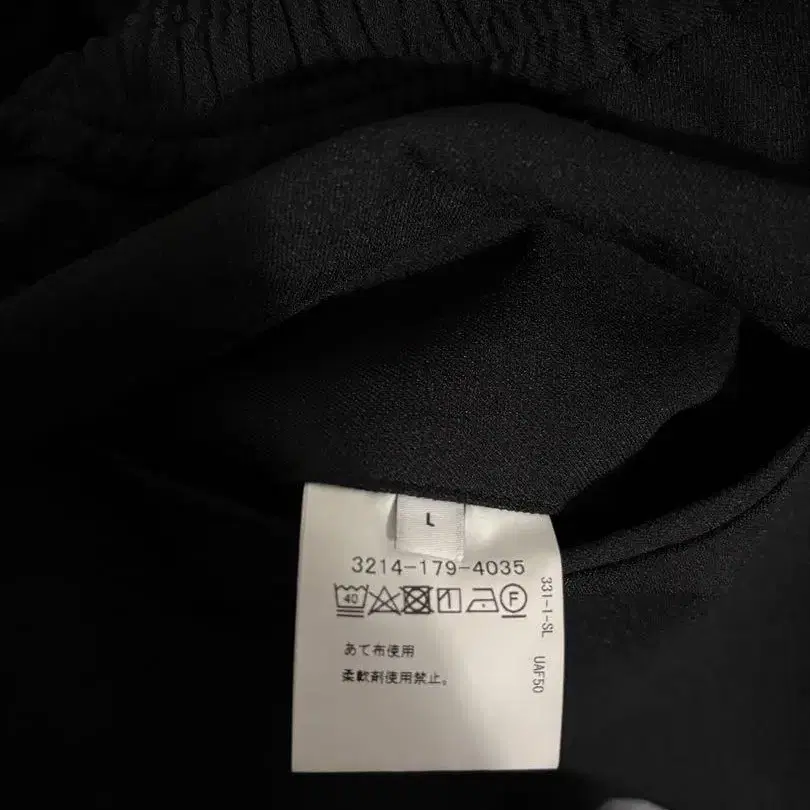 L
3214-179-4035
40 F
あて布使用
柔軟剤使用禁止。
331-1-SL UAF50